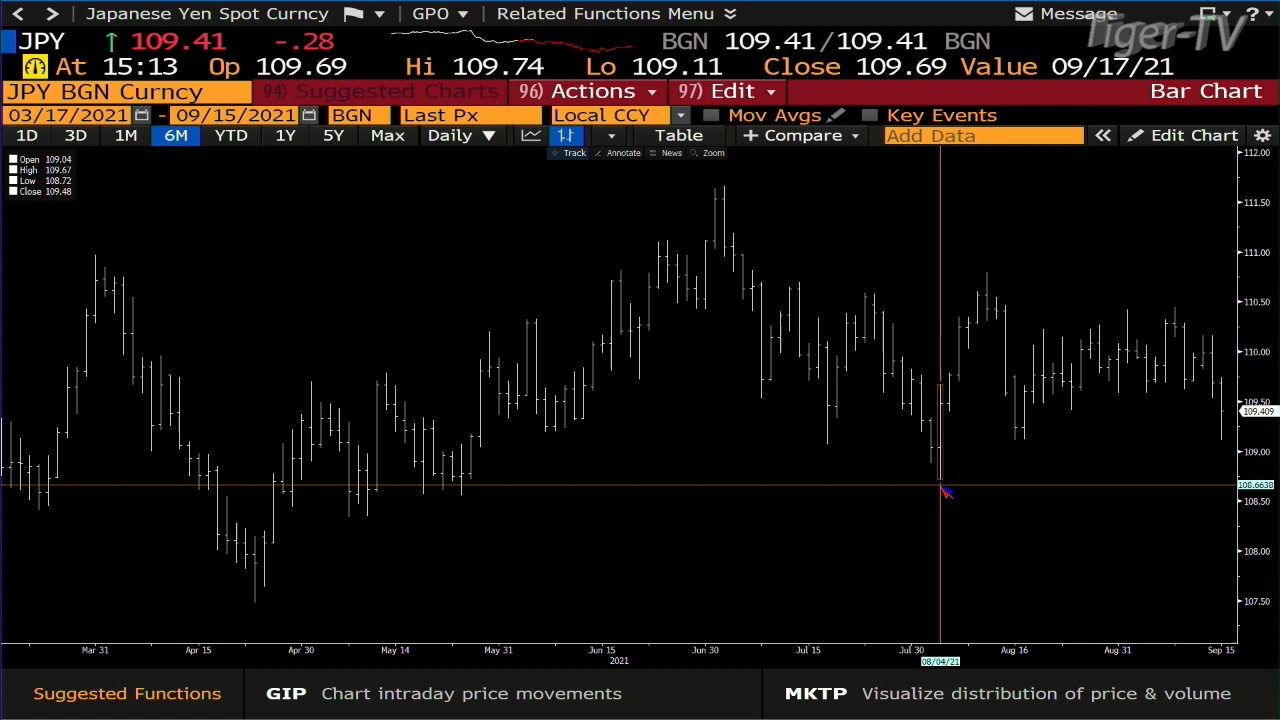 Japanese Yen Spot Curncy GPO Related Functions Menu Message ?
Tiger-TV
JPY ↑ 109.41 -.28 BGN 109.41/109.41 BGN
At 15:13 Op 109.69 Hi 109.74 Lo 109.11 Close 109.69 Value 09/17/21
JPY BGN Curncy 94) Suggested Charts 96) Actions 97) Edit Bar Chart
03/17/2021 - 09/15/2021 BGN Last Px Local CCY Mov Avgs Key Events
1D 3D 1M 6M YTD 1Y 5Y Max Daily ▼ Table + Compare Add Data « Edit Chart
Track Annotate News Zoom
Open 109.04
High 109.67
Low 108.72
Close 109.48
112.00
111.50
111.00
110.50
110.00
109.50
109.409
109.00
108.6638
108.50
108.00
107.50
Mar 31 Apr 15 Apr 30 May 14 May 31 Jun 15 Jun 30 Jul 15 Jul 30 Aug 16 Aug 31 Sep 15
2021 08/04/21
Suggested Functions GIP Chart intraday price movements MKTP Visualize distribution of price & volume